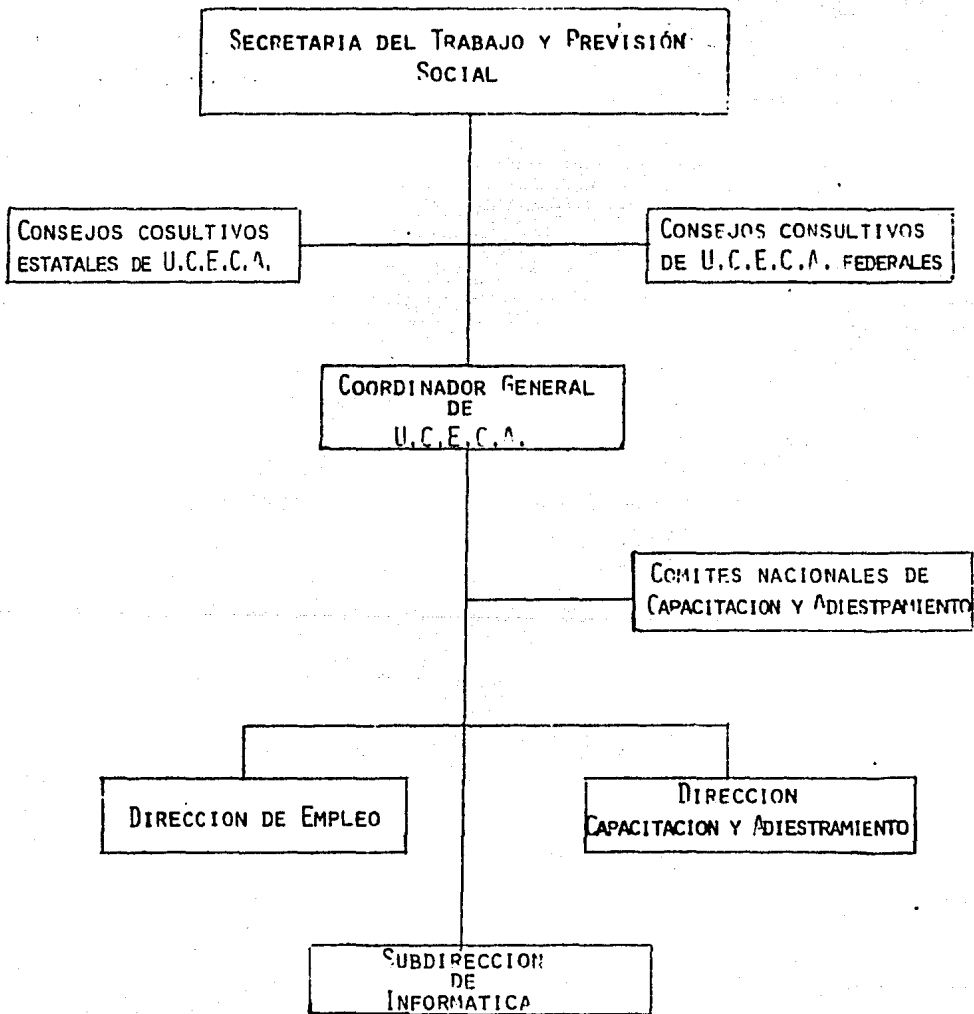 SECRETARIA DEL TRABAJO Y PREVISIÓN
SOCIAL
CONSEJOS COSULTIVOS
ESTATALES DE U.C.E.C.A.
CONSEJOS CONSULTIVOS
DE U.C.E.C.A. FEDERALES
COORDINADOR GENERAL
DE
U.C.E.C.A.
COMITES NACIONALES DE
CAPACITACION Y ADIESTRAMIENTO
DIRECCION DE EMPLEO
DIRECCION
CAPACITACION Y ADIESTRAMIENTO
SUBDIRECCION
DE
INFORMATICA